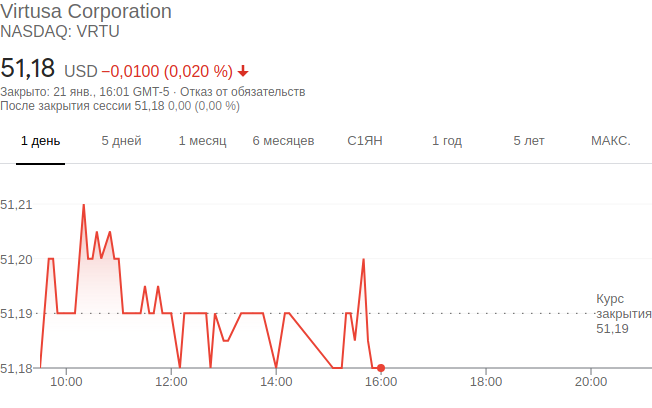 Virtusa Corporation
NASDAQ: VRTU
51,18 USD −0,0100 (0,020 %)
Закрыто: 21 янв., 16:01 GMT-5 · Отказ от обязательств
После закрытия сессии 51,18 0,00 (0,00 %)
1 день 5 дней 1 месяц 6 месяцев С1ЯН 1 год 5 лет МАКС.
51,21
51,20
Курс
51,19 закрытия
51,19
51,18
10:00 12:00 14:00 16:00 18:00 20:00